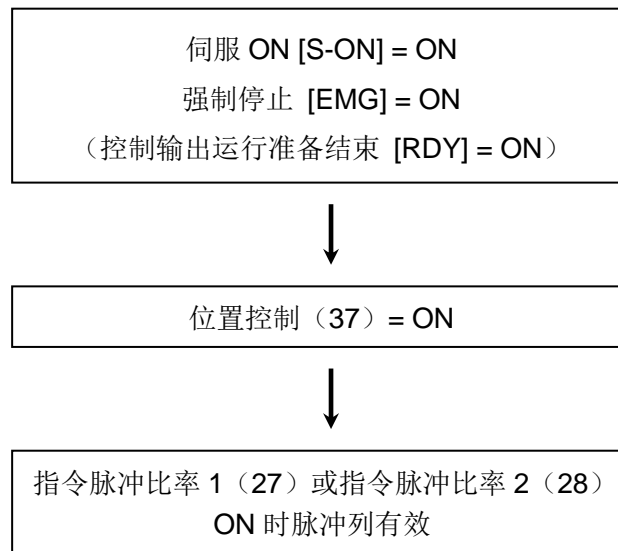 伺服 ON [S-ON] = ON
强制停止 [EMG] = ON
（控制输出运行准备结束 [RDY] = ON）
位置控制（37）= ON
指令脉冲比率 1（27）或指令脉冲比率 2（28）
ON 时脉冲列有效